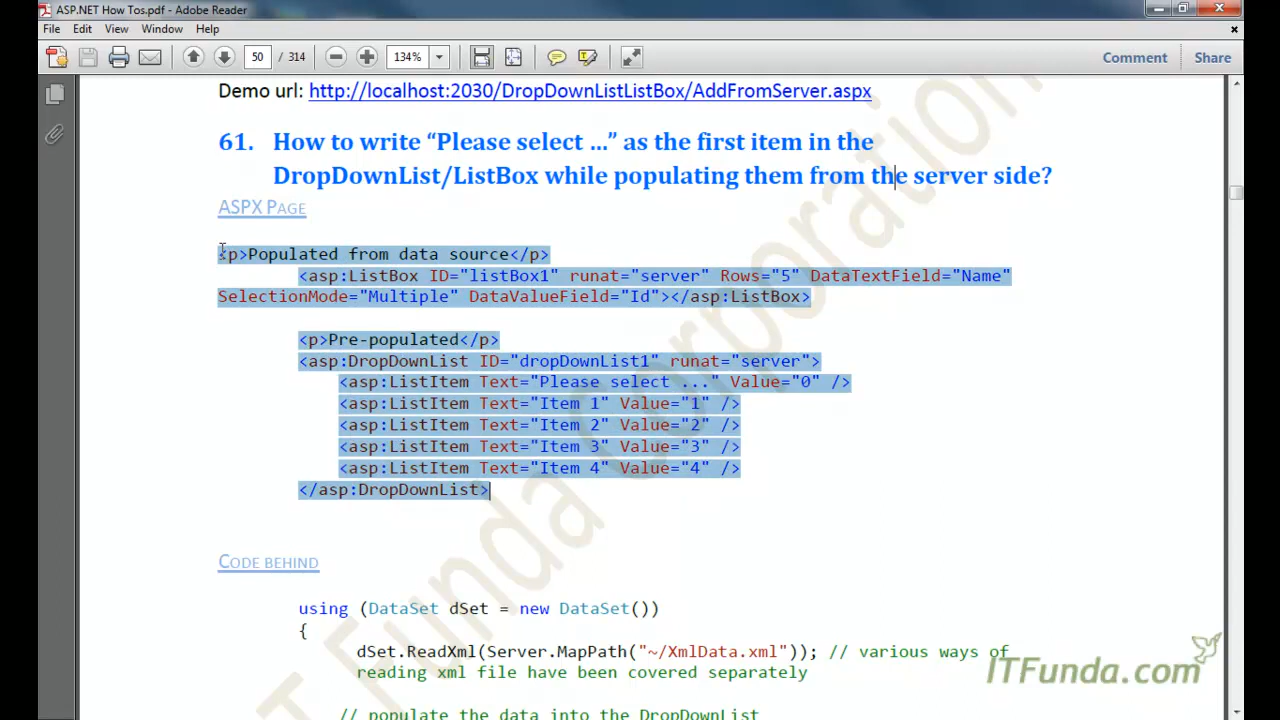 ASP.NET How Tos.pdf - Adobe Reader
File Edit View Window Help
50 / 314 134% Comment Share
Demo url: http://localhost:2030/DropDownListListBox/AddFromServer.aspx
61. How to write “Please select …” as the first item in the
DropDownList/ListBox while populating them from the server side?
ASPX PAGE
<p>Populated from data source</p>
<asp:ListBox ID="listBox1" runat="server" Rows="5" DataTextField="Name"
SelectionMode="Multiple" DataValueField="Id"></asp:ListBox>
<p>Pre-populated</p>
<asp:DropDownList ID="dropDownList1" runat="server">
<asp:ListItem Text="Please select ..." Value="0" />
<asp:ListItem Text="Item 1" Value="1" />
<asp:ListItem Text="Item 2" Value="2" />
<asp:ListItem Text="Item 3" Value="3" />
<asp:ListItem Text="Item 4" Value="4" />
</asp:DropDownList>
CODE BEHIND
using (DataSet dSet = new DataSet())
{
dSet.ReadXml(Server.MapPath("~/XmlData.xml")); // various ways of
reading xml file have been covered separately
// populate the data into the DropDownList
ITFunda.com
IT Funda Corporation